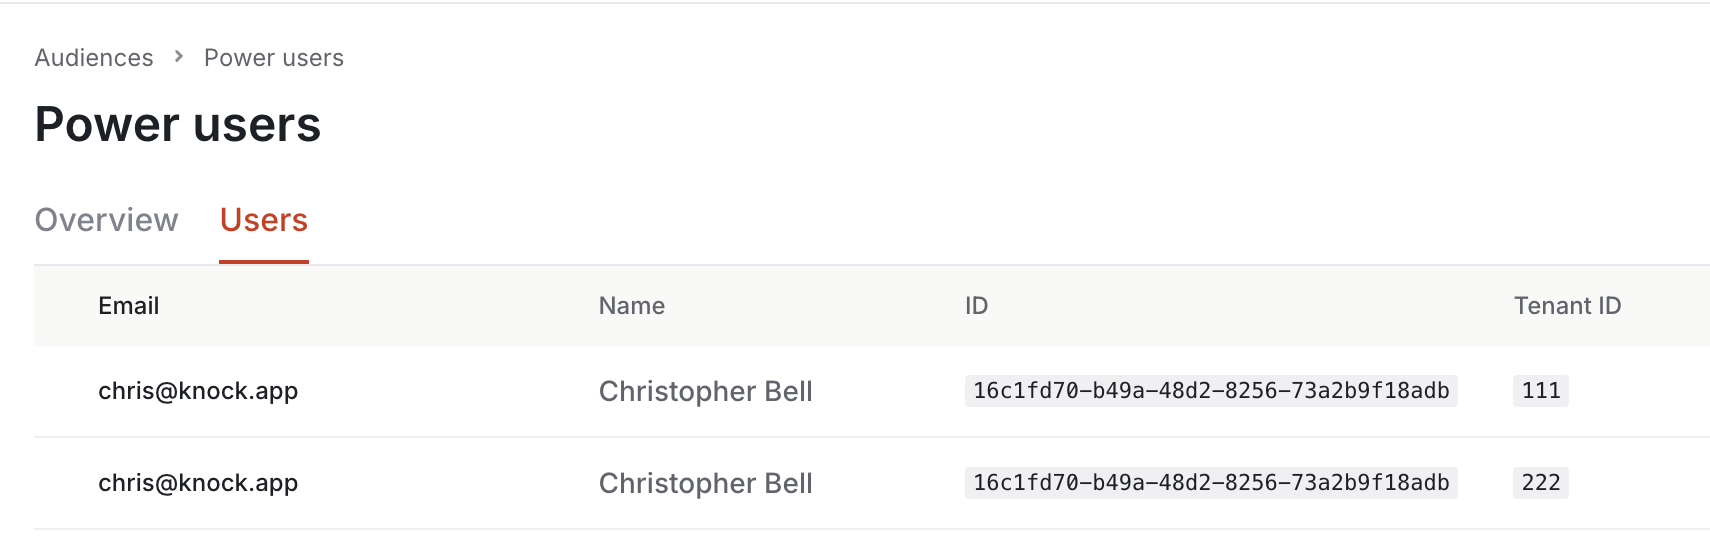 Audiences > Power users
Power users
Overview Users
Email Name ID Tenant ID
chris@knock.app Christopher Bell 16c1fd70-b49a-48d2-8256-73a2b9f18adb 111
chris@knock.app Christopher Bell 16c1fd70-b49a-48d2-8256-73a2b9f18adb 222